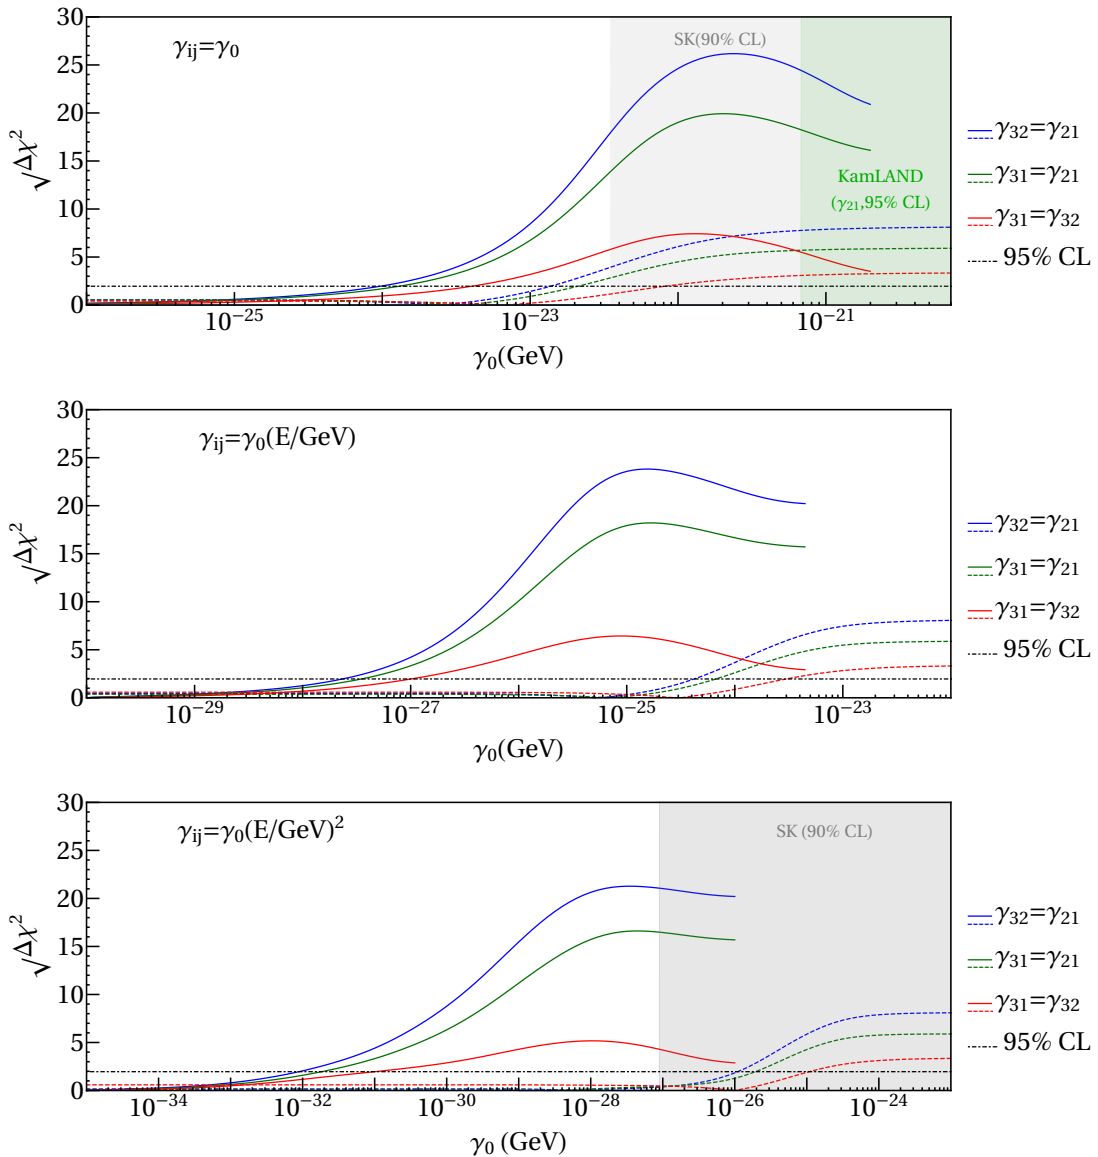 30
25
20
15
10
5
0
√Δχ²
γij=γ0
SK(90% CL)
KamLAND
(γ21,95% CL)
10⁻²⁵
10⁻²³
10⁻²¹
γ0(GeV)
γ32=γ21
γ31=γ21
γ31=γ32
95% CL
30
25
20
15
10
5
0
√Δχ²
γij=γ0(E/GeV)
10⁻²⁹
10⁻²⁷
10⁻²⁵
10⁻²³
γ0(GeV)
γ32=γ21
γ31=γ21
γ31=γ32
95% CL
30
25
20
15
10
5
0
√Δχ²
γij=γ0(E/GeV)²
SK (90% CL)
10⁻³⁴
10⁻³²
10⁻³⁰
10⁻²⁸
10⁻²⁶
10⁻²⁴
γ0 (GeV)
γ32=γ21
γ31=γ21
γ31=γ32
95% CL